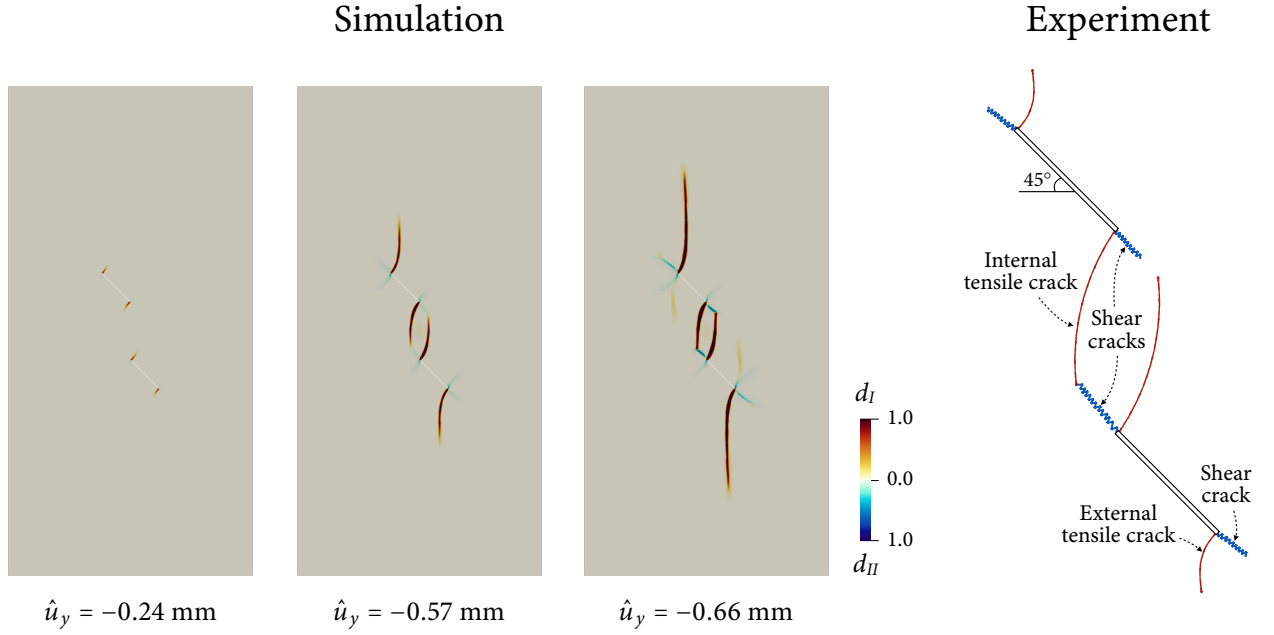 Simulation
Experiment
45°
Internal
tensile crack
Shear
cracks
d_I
1.0
0.0
1.0
d_II
Shear
crack
External
tensile crack
û_y = −0.24 mm
û_y = −0.57 mm
û_y = −0.66 mm